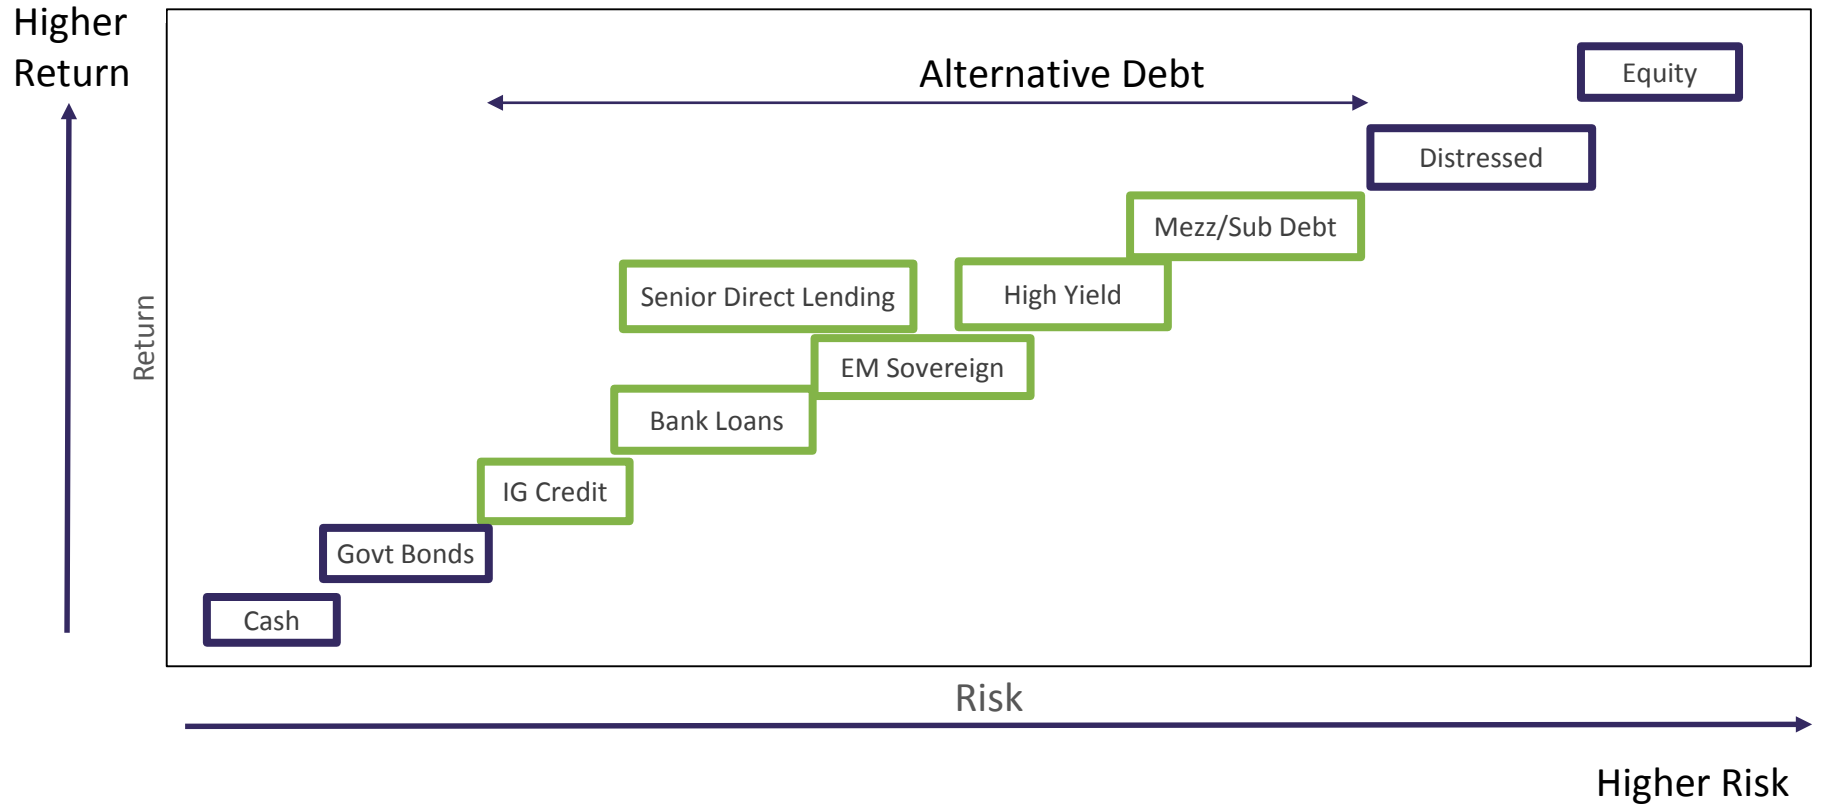 Higher
Return
Alternative Debt
Equity
Distressed
Mezz/Sub Debt
Senior Direct Lending
High Yield
EM Sovereign
Bank Loans
IG Credit
Govt Bonds
Cash
Return
Risk
Higher Risk